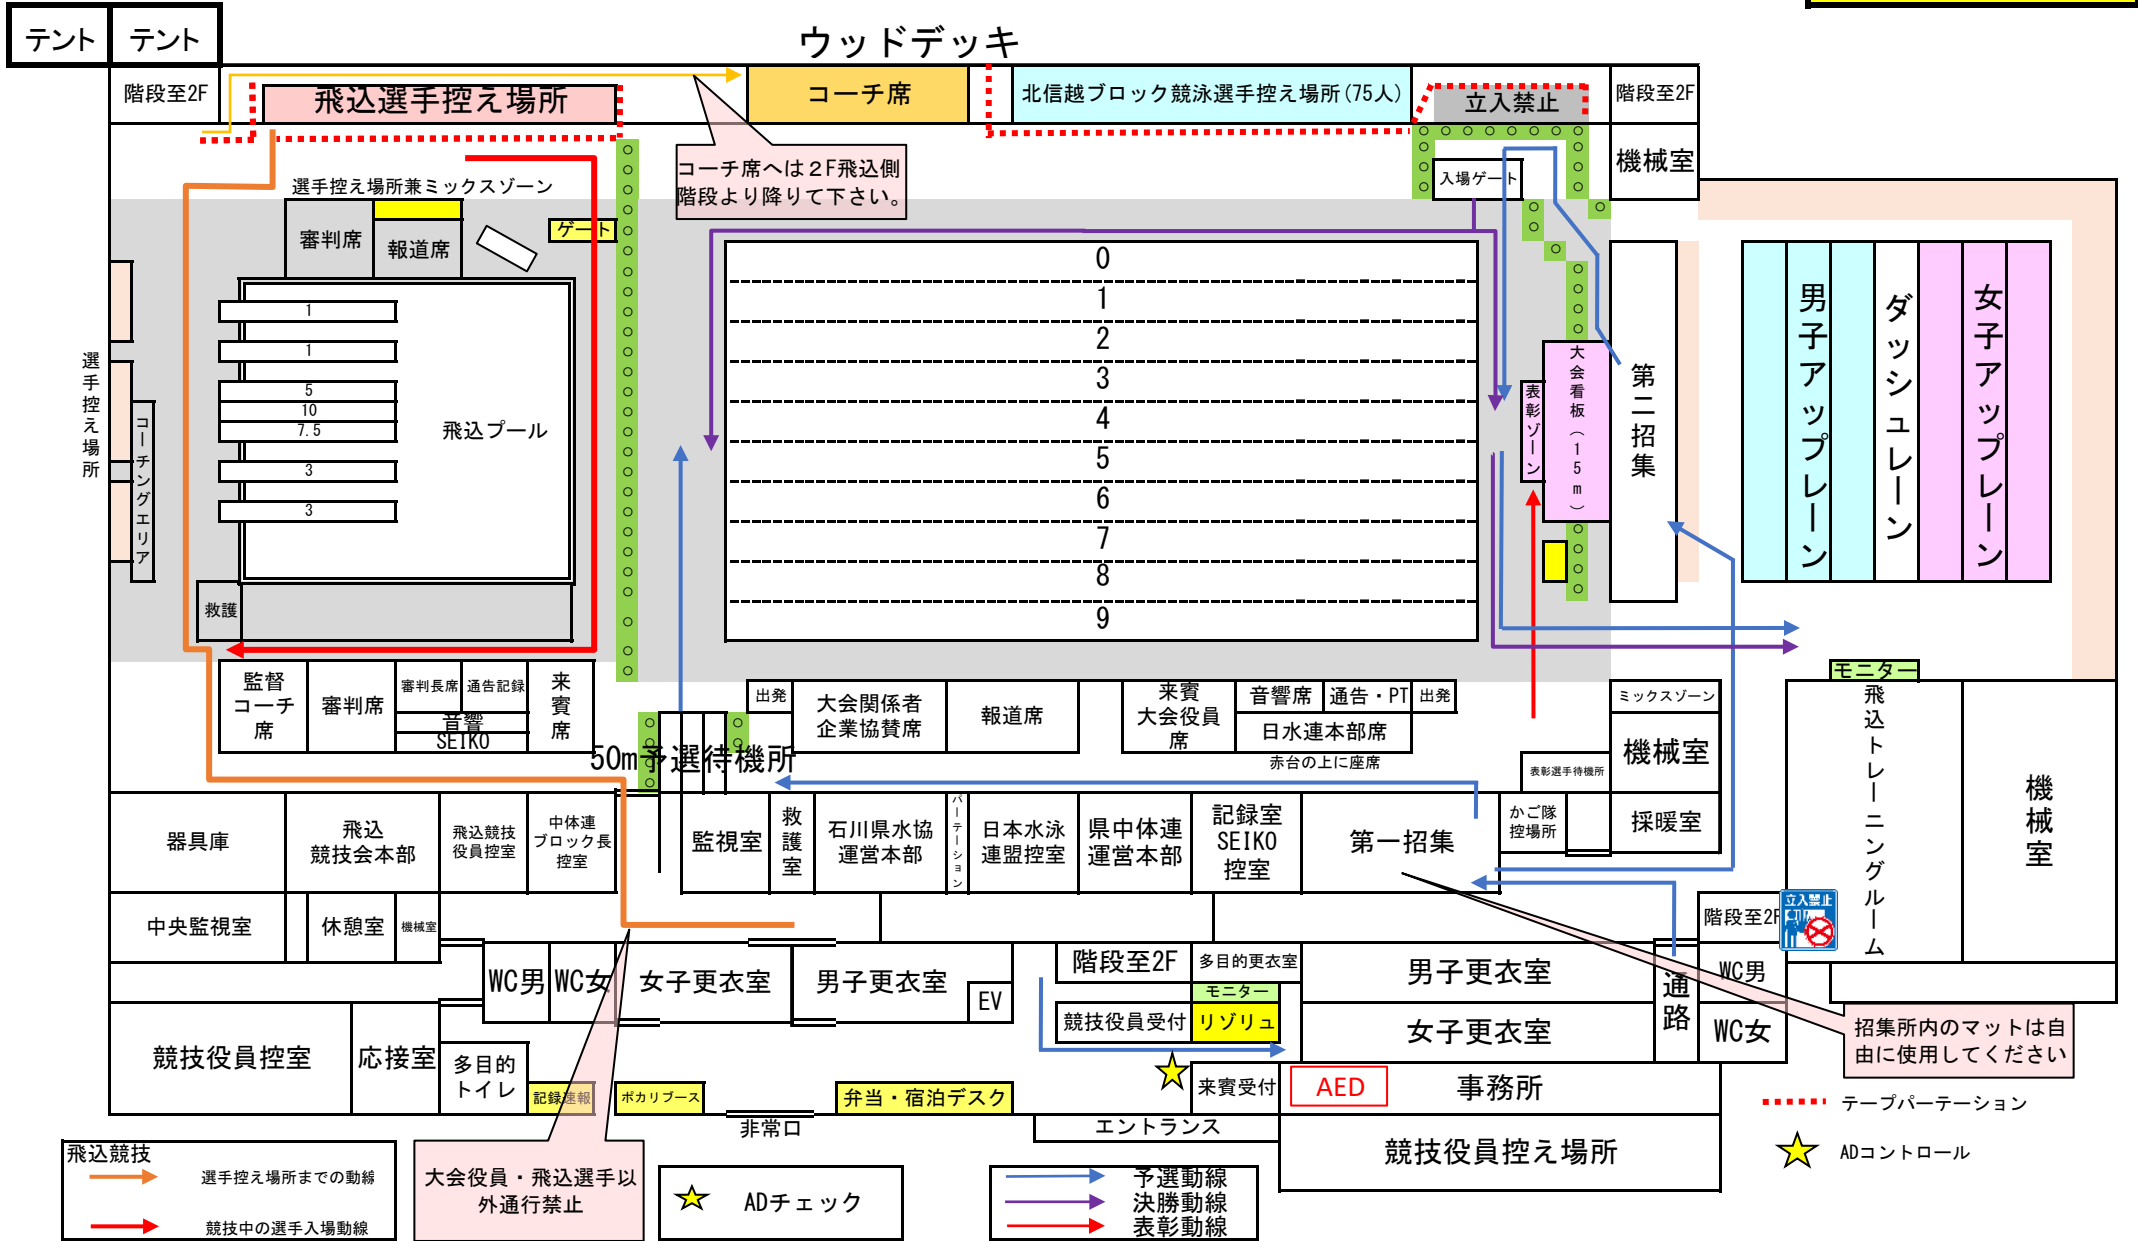 テント
テント
ウッドデッキ
階段至2F
飛込選手控え場所
コーチ席
北信越ブロック競泳選手控え場所(75人)
立入禁止
階段至2F
コーチ席へは２F飛込側
階段より降りて下さい。
入場ゲート
機械室
選手控え場所兼ミックスゾーン
審判席
報道席
ゲート
0
1
2
3
4
5
6
7
8
9
1
1
5
10
7.5
3
3
飛込プール
選手控え場所
コーチングエリア
救護
表彰ゾーン
大会看板（15m）
第二招集
男子アップレーン
ダッシュレーン
女子アップレーン
監督
コーチ
席
審判席
審判長席
通告記録
音響
SEIKO
来賓席
50m予選待機所
出発
大会関係者
企業協賛席
報道席
来賓
大会役員
席
音響席
通告・PT
出発
日水連本部席
赤台の上に座席
ミックスゾーン
機械室
表彰選手待機所
モニター
飛込トレーニングルーム
機械室
器具庫
飛込
競技会本部
飛込競技
役員控室
中体連
ブロック長
控室
監視室
救護室
石川県水協
運営本部
パーテーション
日本水泳
連盟控室
県中体連
運営本部
記録室
SEIKO
控室
第一招集
かご隊
控場所
採暖室
中央監視室
休憩室
機械室
階段至2F
立入禁止
WC男
WC女
女子更衣室
男子更衣室
EV
階段至2F
多目的更衣室
モニター
競技役員受付
リゾリュ
男子更衣室
女子更衣室
通路
WC男
WC女
招集所内のマットは自
由に使用してください
競技役員控室
応接室
多目的
トイレ
記録速報
ポカリブース
弁当・宿泊デスク
来賓受付
AED
事務所
非常口
エントランス
競技役員控え場所
テープパーテーション
ADコントロール
飛込競技
選手控え場所までの動線
競技中の選手入場動線
大会役員・飛込選手以
外通行禁止
ADチェック
予選動線
決勝動線
表彰動線